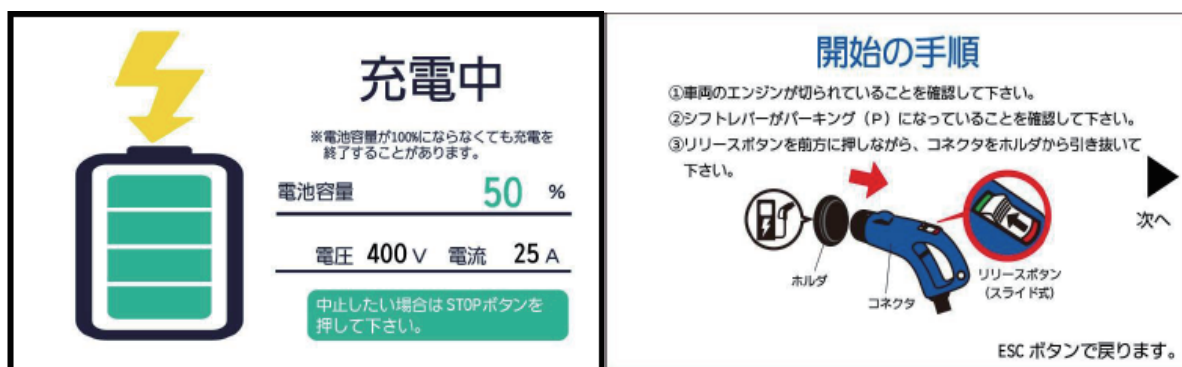 充電中
※電池容量が100%にならなくても充電を
終了することがあります。
電池容量 50 %
電圧 400 V 電流 25 A
中止したい場合は STOPボタンを
押して下さい。
開始の手順
①車両のエンジンが切られていることを確認して下さい。
②シフトレバーがパーキング（P）になっていることを確認して下さい。
③リリースボタンを前方に押しながら、コネクタをホルダから引き抜いて
下さい。
次へ
ホルダ
コネクタ
リリースボタン
（スライド式）
ESC ボタンで戻ります。